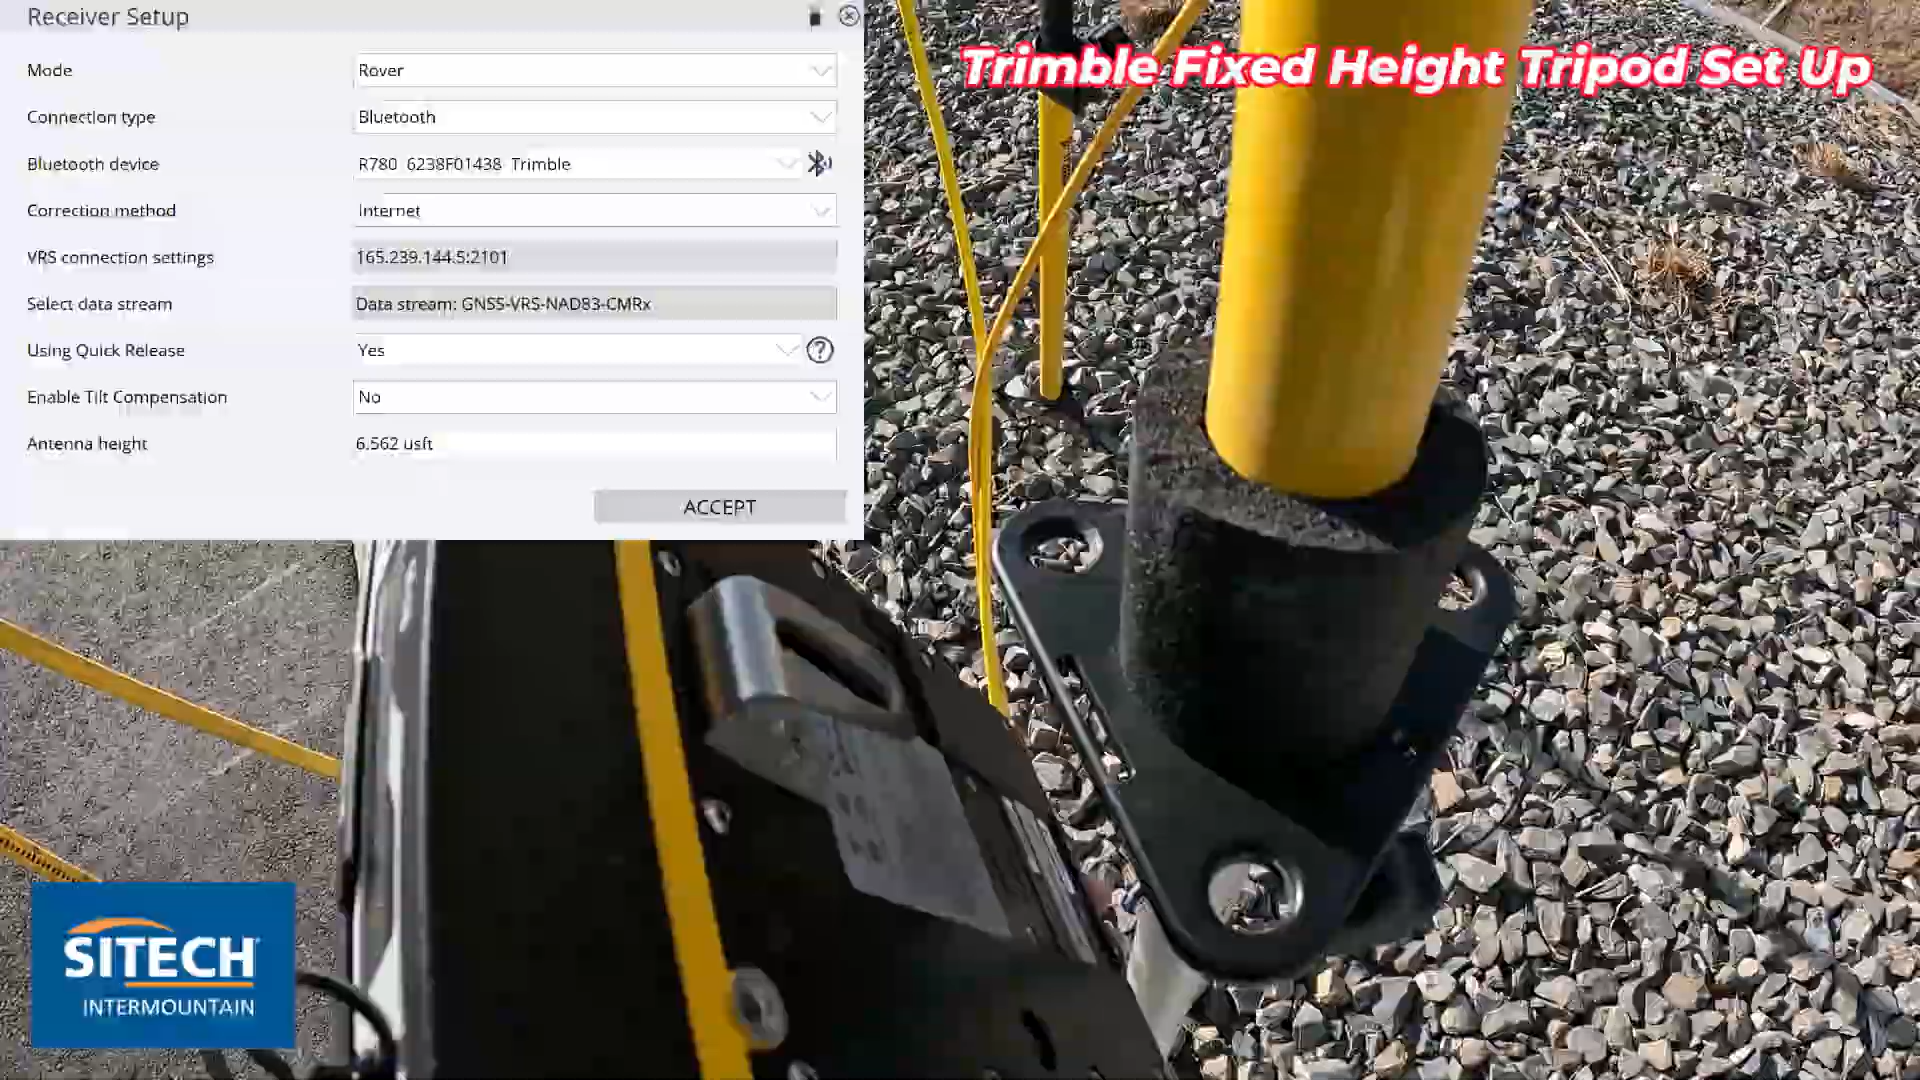 Receiver Setup
Mode Rover
Connection type Bluetooth
Bluetooth device R780 6238F01438 Trimble
Correction method Internet
VRS connection settings 165.239.144.5:2101
Select data stream Data stream: GNSS-VRS-NAD83-CMRx
Using Quick Release Yes
Enable Tilt Compensation No
Antenna height 6.562 usft
ACCEPT
Trimble Fixed Height Tripod Set Up
SITECH
INTERMOUNTAIN